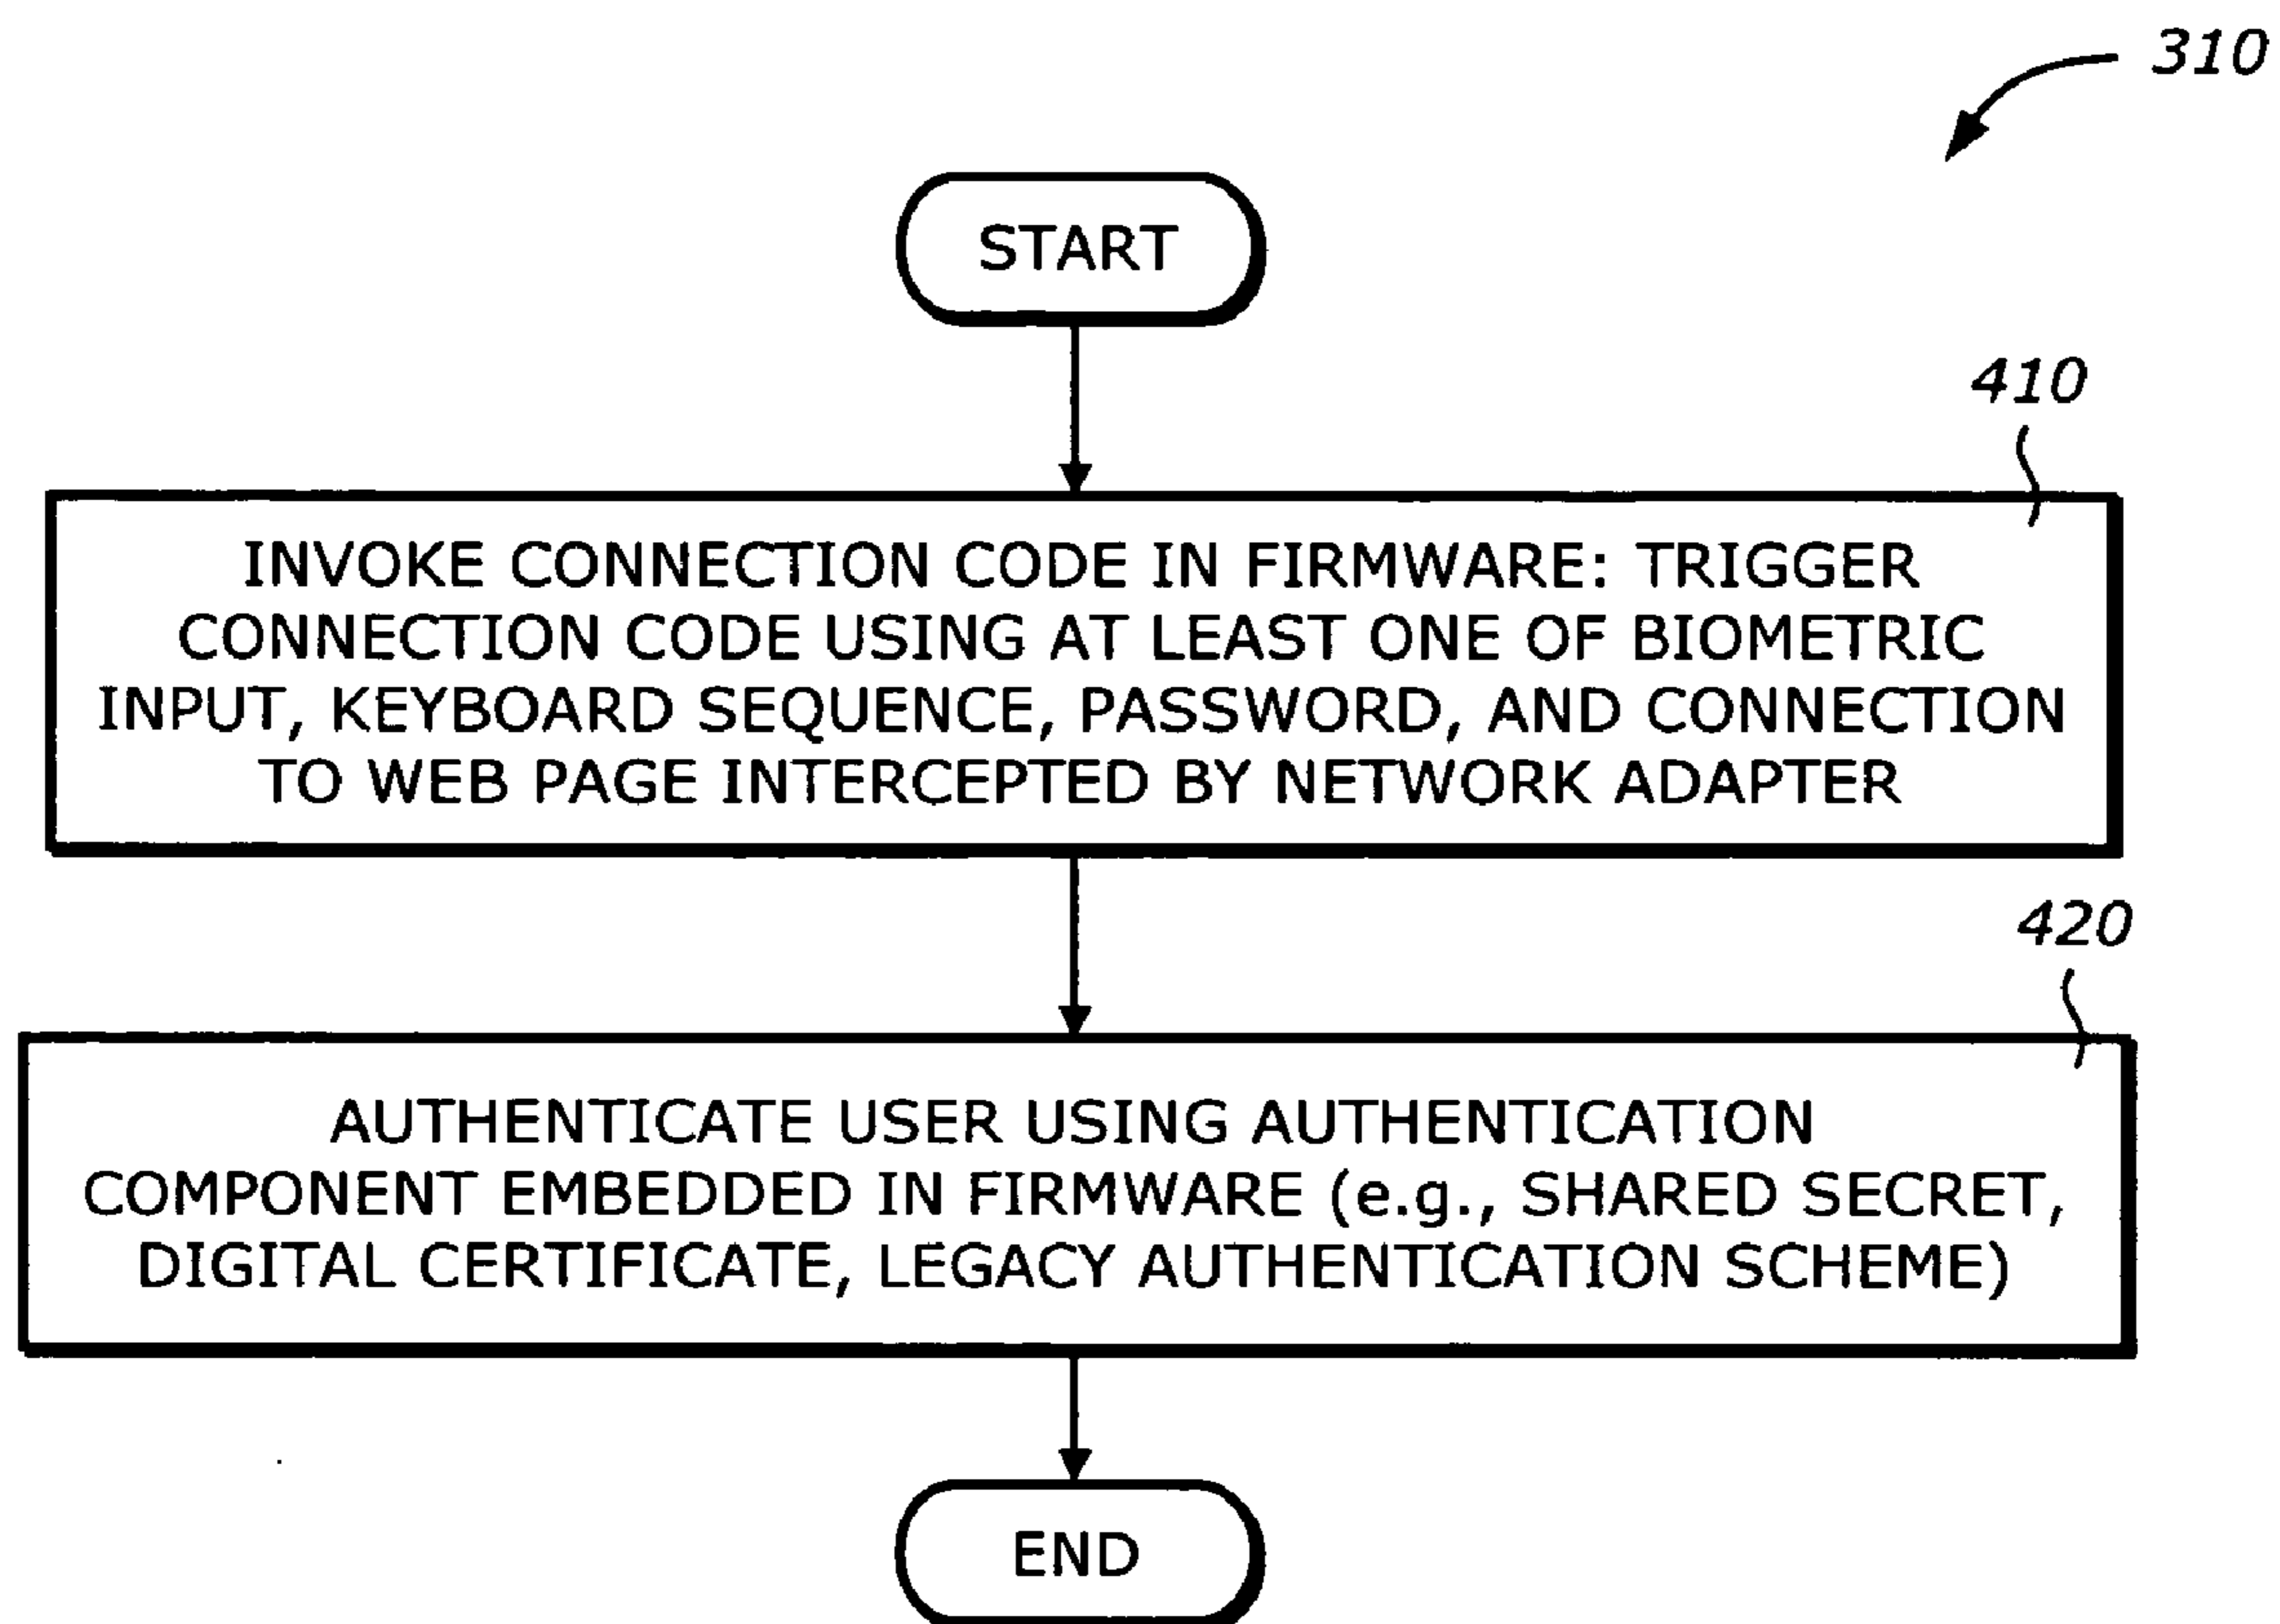 310
START
410
INVOKE CONNECTION CODE IN FIRMWARE: TRIGGER
CONNECTION CODE USING AT LEAST ONE OF BIOMETRIC
INPUT, KEYBOARD SEQUENCE, PASSWORD, AND CONNECTION
TO WEB PAGE INTERCEPTED BY NETWORK ADAPTER
420
AUTHENTICATE USER USING AUTHENTICATION
COMPONENT EMBEDDED IN FIRMWARE (e.g., SHARED SECRET,
DIGITAL CERTIFICATE, LEGACY AUTHENTICATION SCHEME)
END